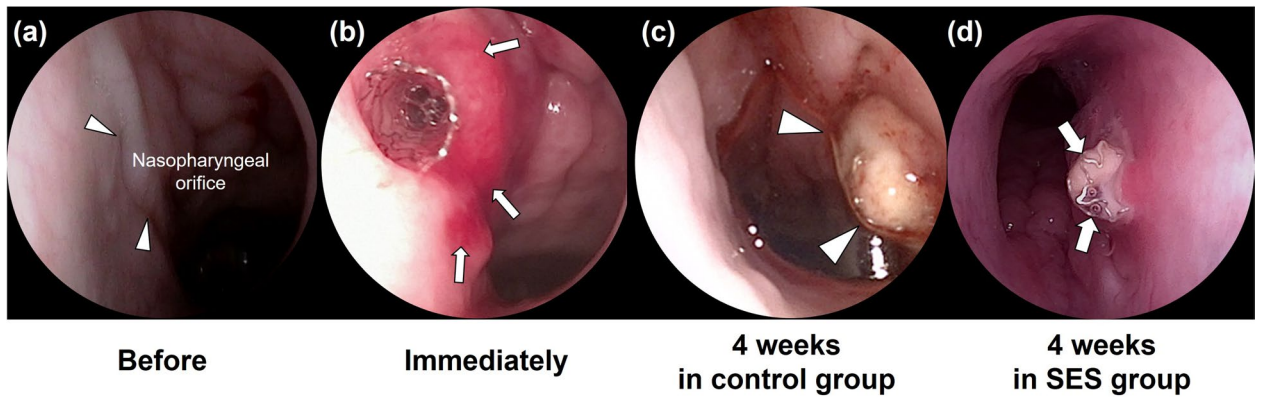 (a)
(b)
(c)
(d)
Nasopharyngeal
orifice
Before
Immediately
4 weeks
in control group
4 weeks
in SES group